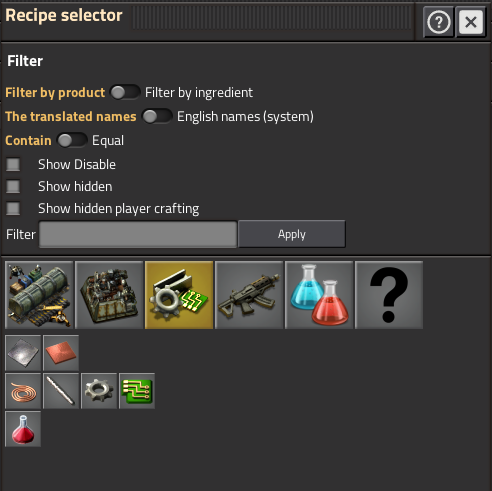 Recipe selector
Filter
Filter by product Filter by ingredient
The translated names English names (system)
Contain Equal
Show Disable
Show hidden
Show hidden player crafting
Filter Apply